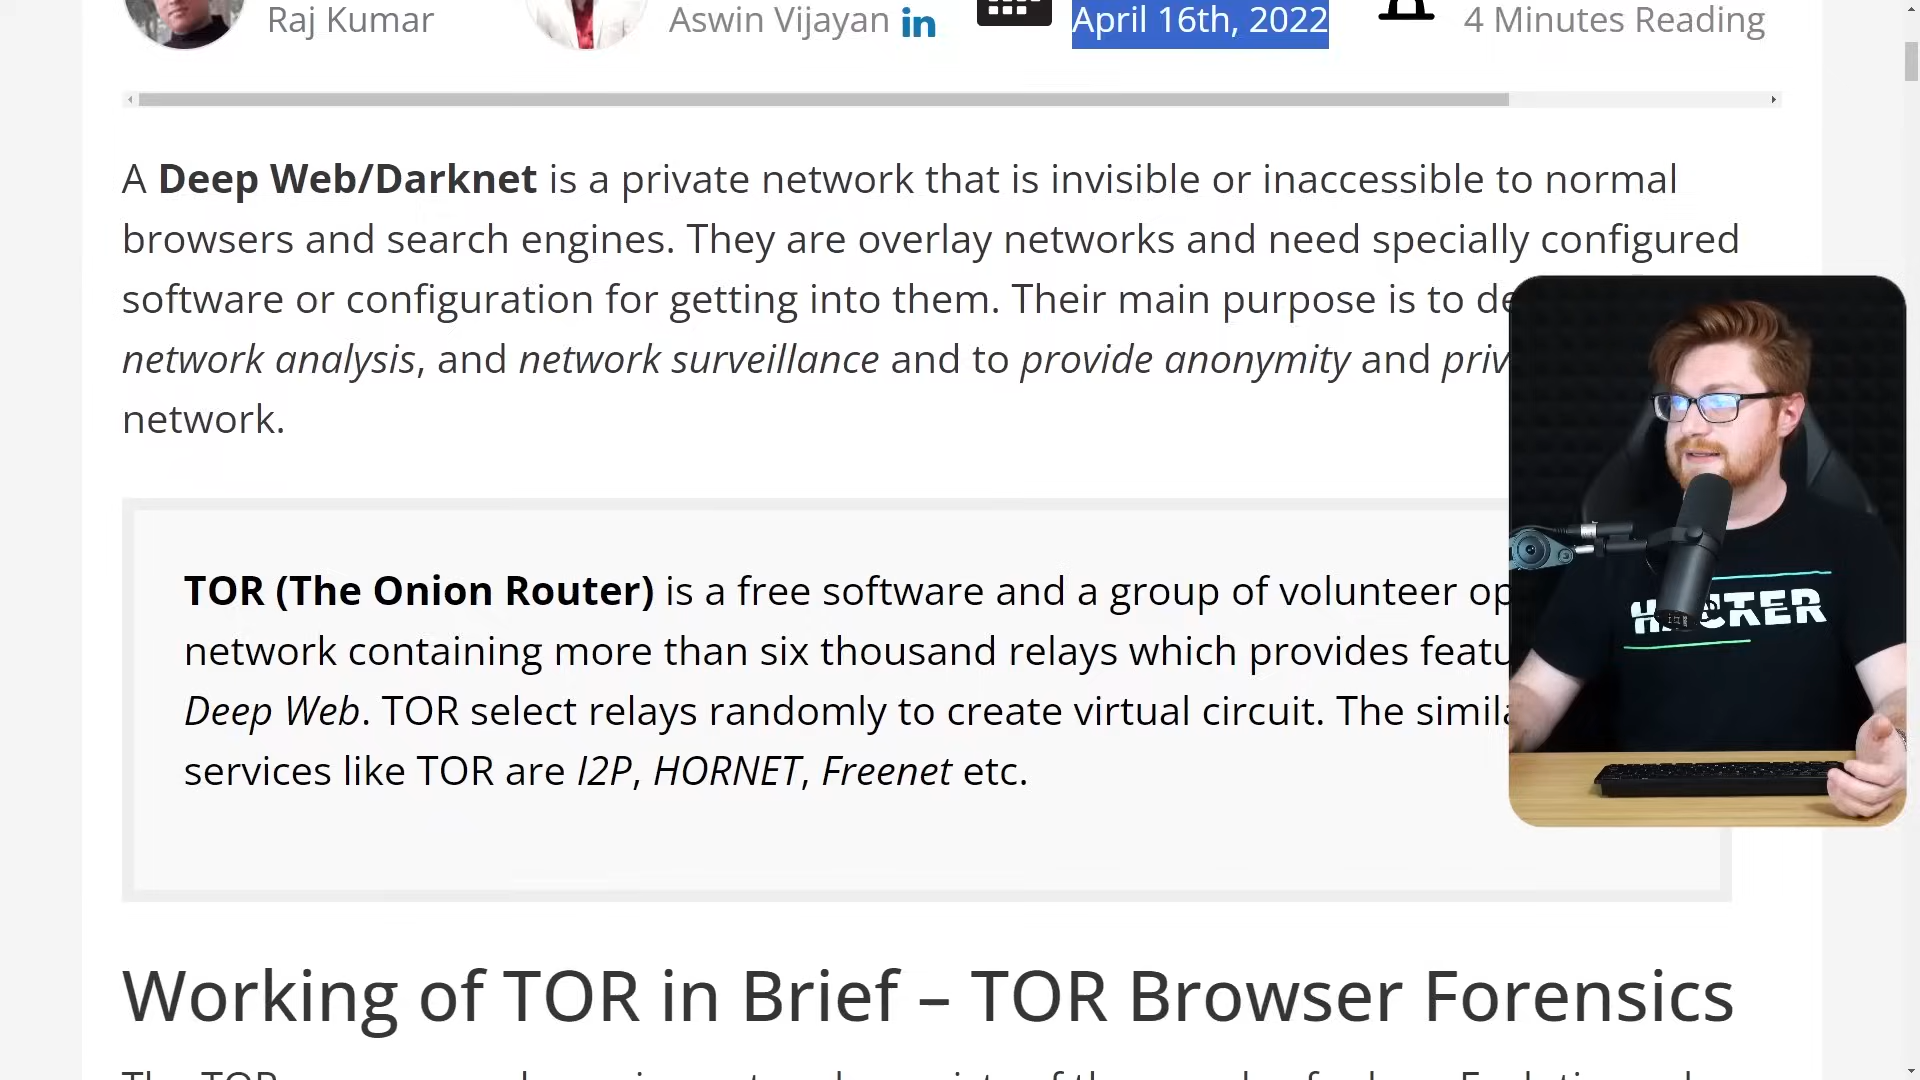 Raj Kumar Aswin Vijayan in April 16th, 2022 4 Minutes Reading
A Deep Web/Darknet is a private network that is invisible or inaccessible to normal
browsers and search engines. They are overlay networks and need specially configured
software or configuration for getting into them. Their main purpose is to de
network analysis, and network surveillance and to provide anonymity and priv
network.
TOR (The Onion Router) is a free software and a group of volunteer op
network containing more than six thousand relays which provides featu
Deep Web. TOR select relays randomly to create virtual circuit. The simila
services like TOR are I2P, HORNET, Freenet etc.
HACKER
Working of TOR in Brief – TOR Browser Forensics